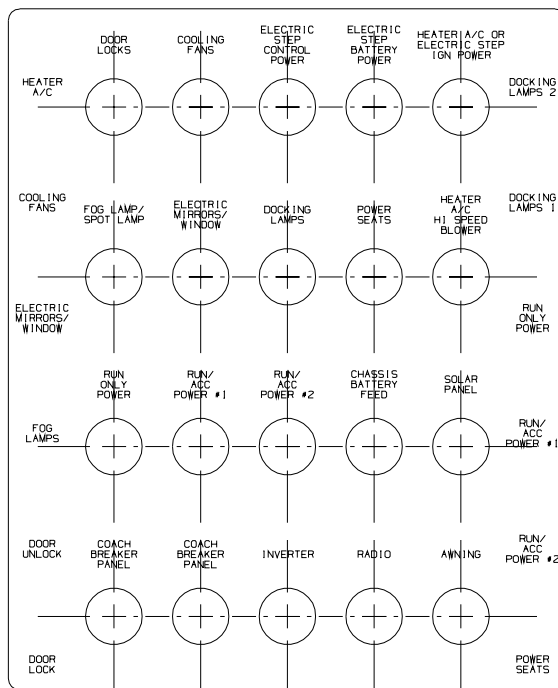 DOOR
LOCKS
COOLING
FANS
ELECTRIC
STEP
CONTROL
POWER
ELECTRIC
STEP
BATTERY
POWER
HEATER A/C OR
ELECTRIC STEP
IGN POWER
HEATER
A/C
DOCKING
LAMPS 2
COOLING
FANS
FOG LAMP/
SPOT LAMP
ELECTRIC
MIRRORS/
WINDOW
DOCKING
LAMPS
POWER
SEATS
HEATER
A/C
HI SPEED
BLOWER
DOCKING
LAMPS 1
ELECTRIC
MIRRORS/
WINDOW
RUN
ONLY
POWER
RUN
ONLY
POWER
RUN/
ACC
POWER #1
RUN/
ACC
POWER #2
CHASSIS
BATTERY
FEED
SOLAR
PANEL
FOG
LAMPS
RUN/
ACC
POWER #1
DOOR
UNLOCK
COACH
BREAKER
PANEL
COACH
BREAKER
PANEL
INVERTER
RADIO
AWNING
RUN/
ACC
POWER #2
DOOR
LOCK
POWER
SEATS